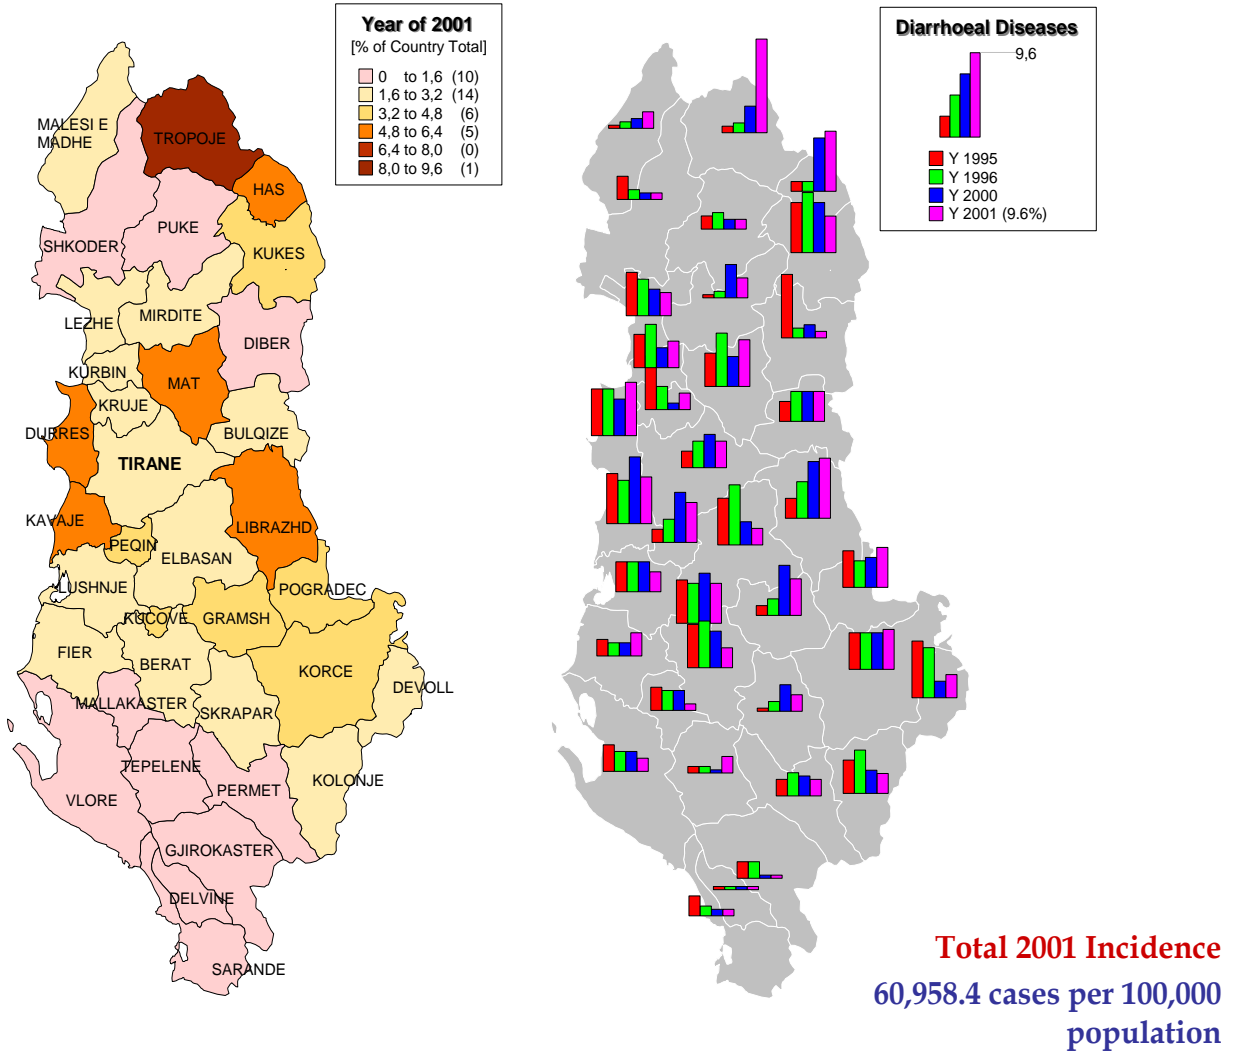 Year of 2001
[% of Country Total]
0 to 1,6 (10)
1,6 to 3,2 (14)
3,2 to 4,8 (6)
4,8 to 6,4 (5)
6,4 to 8,0 (0)
8,0 to 9,6 (1)
Diarrhoeal Diseases
9,6
Y 1995
Y 1996
Y 2000
Y 2001 (9.6%)
MALESI E
MADHE
TROPOJE
HAS
PUKE
SHKODER
KUKES
LEZHE
MIRDITE
DIBER
KURBIN
MAT
KRUJE
DURRES
BULQIZE
TIRANE
KAVAJE
LIBRAZHD
PEQIN
ELBASAN
LUSHNJE
POGRADEC
KUCOVE
GRAMSH
FIER
BERAT
KORCE
DEVOLL
MALLAKASTER
SKRAPAR
TEPELENE
KOLONJE
PERMET
VLORE
GJIROKASTER
DELVINE
SARANDE
Total 2001 Incidence
60,958.4 cases per 100,000
population